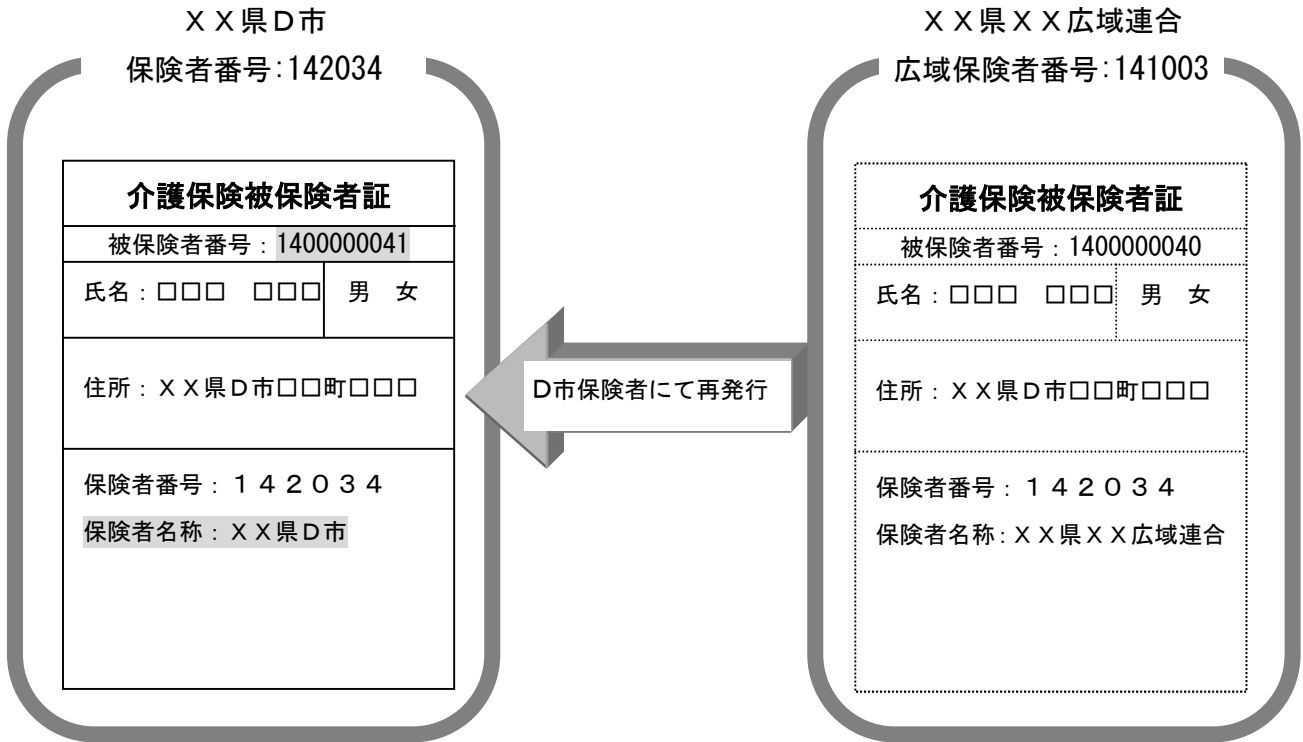 ＸＸ県Ｄ市
保険者番号:142034
介護保険被保険者証
被保険者番号：1400000041
氏名：□□□　□□□　男　女
住所：ＸＸ県Ｄ市□□町□□□
保険者番号：１４２０３４
保険者名称：ＸＸ県Ｄ市
Ｄ市保険者にて再発行
ＸＸ県ＸＸ広域連合
広域保険者番号:141003
介護保険被保険者証
被保険者番号：1400000040
氏名：□□□　□□□　男　女
住所：ＸＸ県Ｄ市□□町□□□
保険者番号：１４２０３４
保険者名称：ＸＸ県ＸＸ広域連合